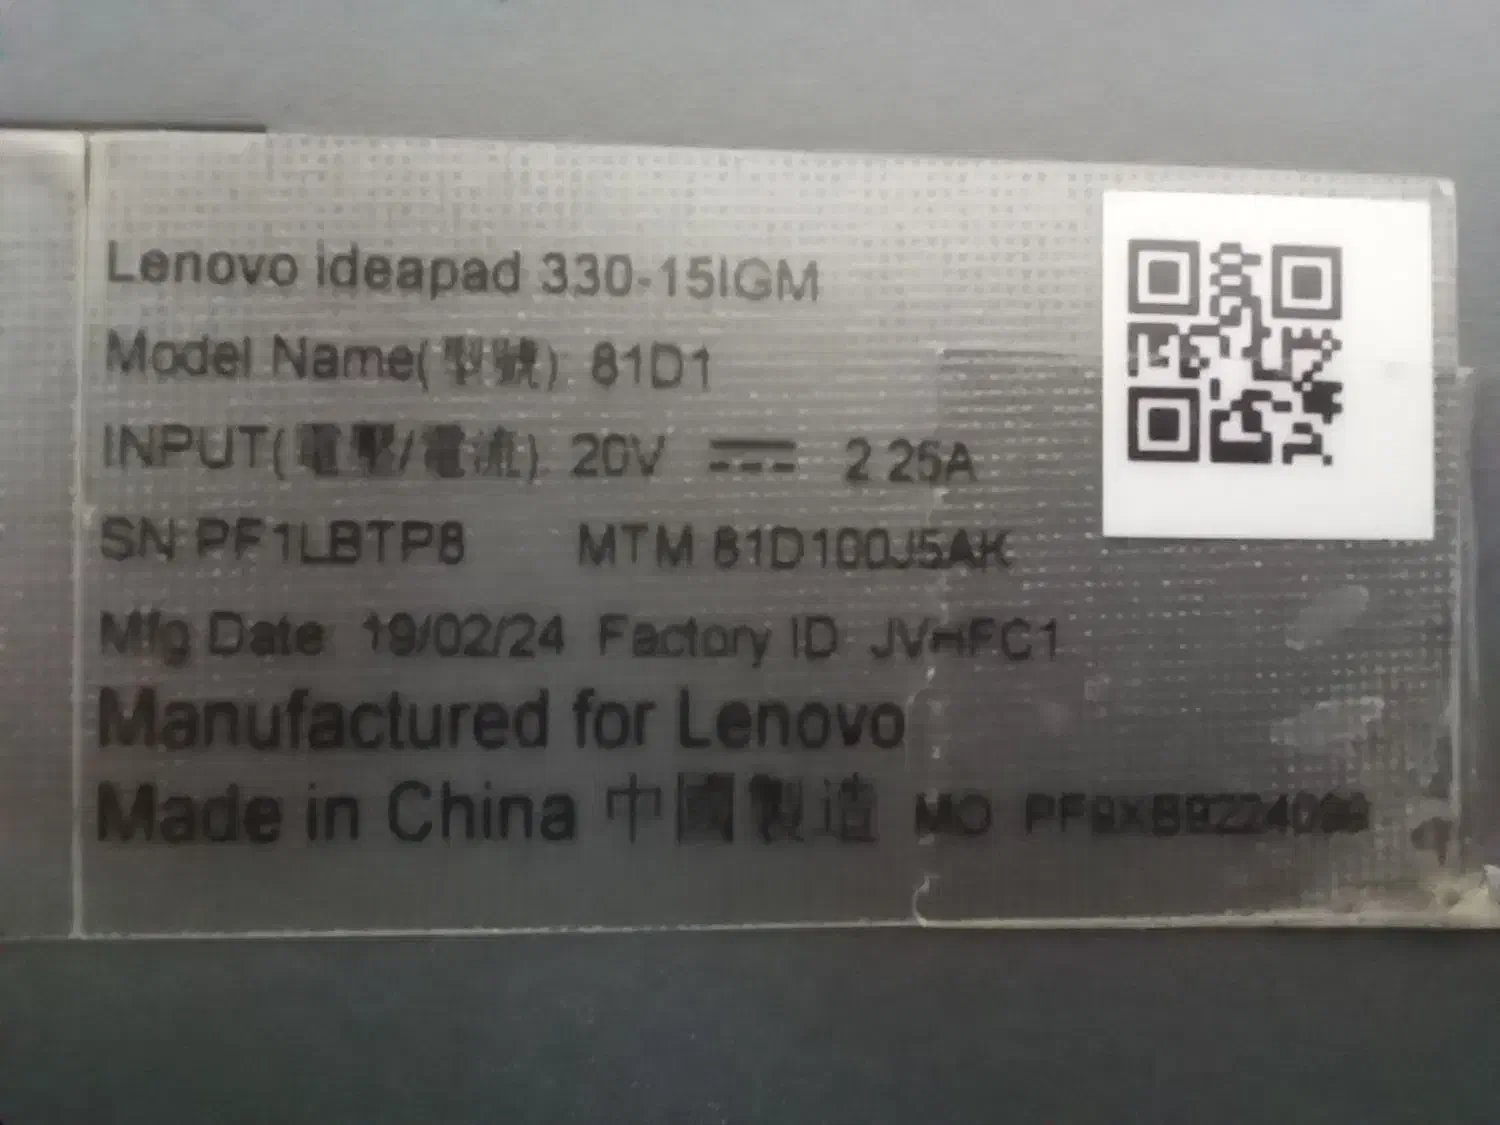 Lenovo ideapad 330-15IGM
Model Name(型號) 81D1
INPUT(電壓/電流) 20V ⎓ 2.25A
SN PF1LBTP8 MTM 81D100J5AK
Mfg Date 19/02/24 Factory ID JVHFC1
Manufactured for Lenovo
Made in China 中國製造 MO